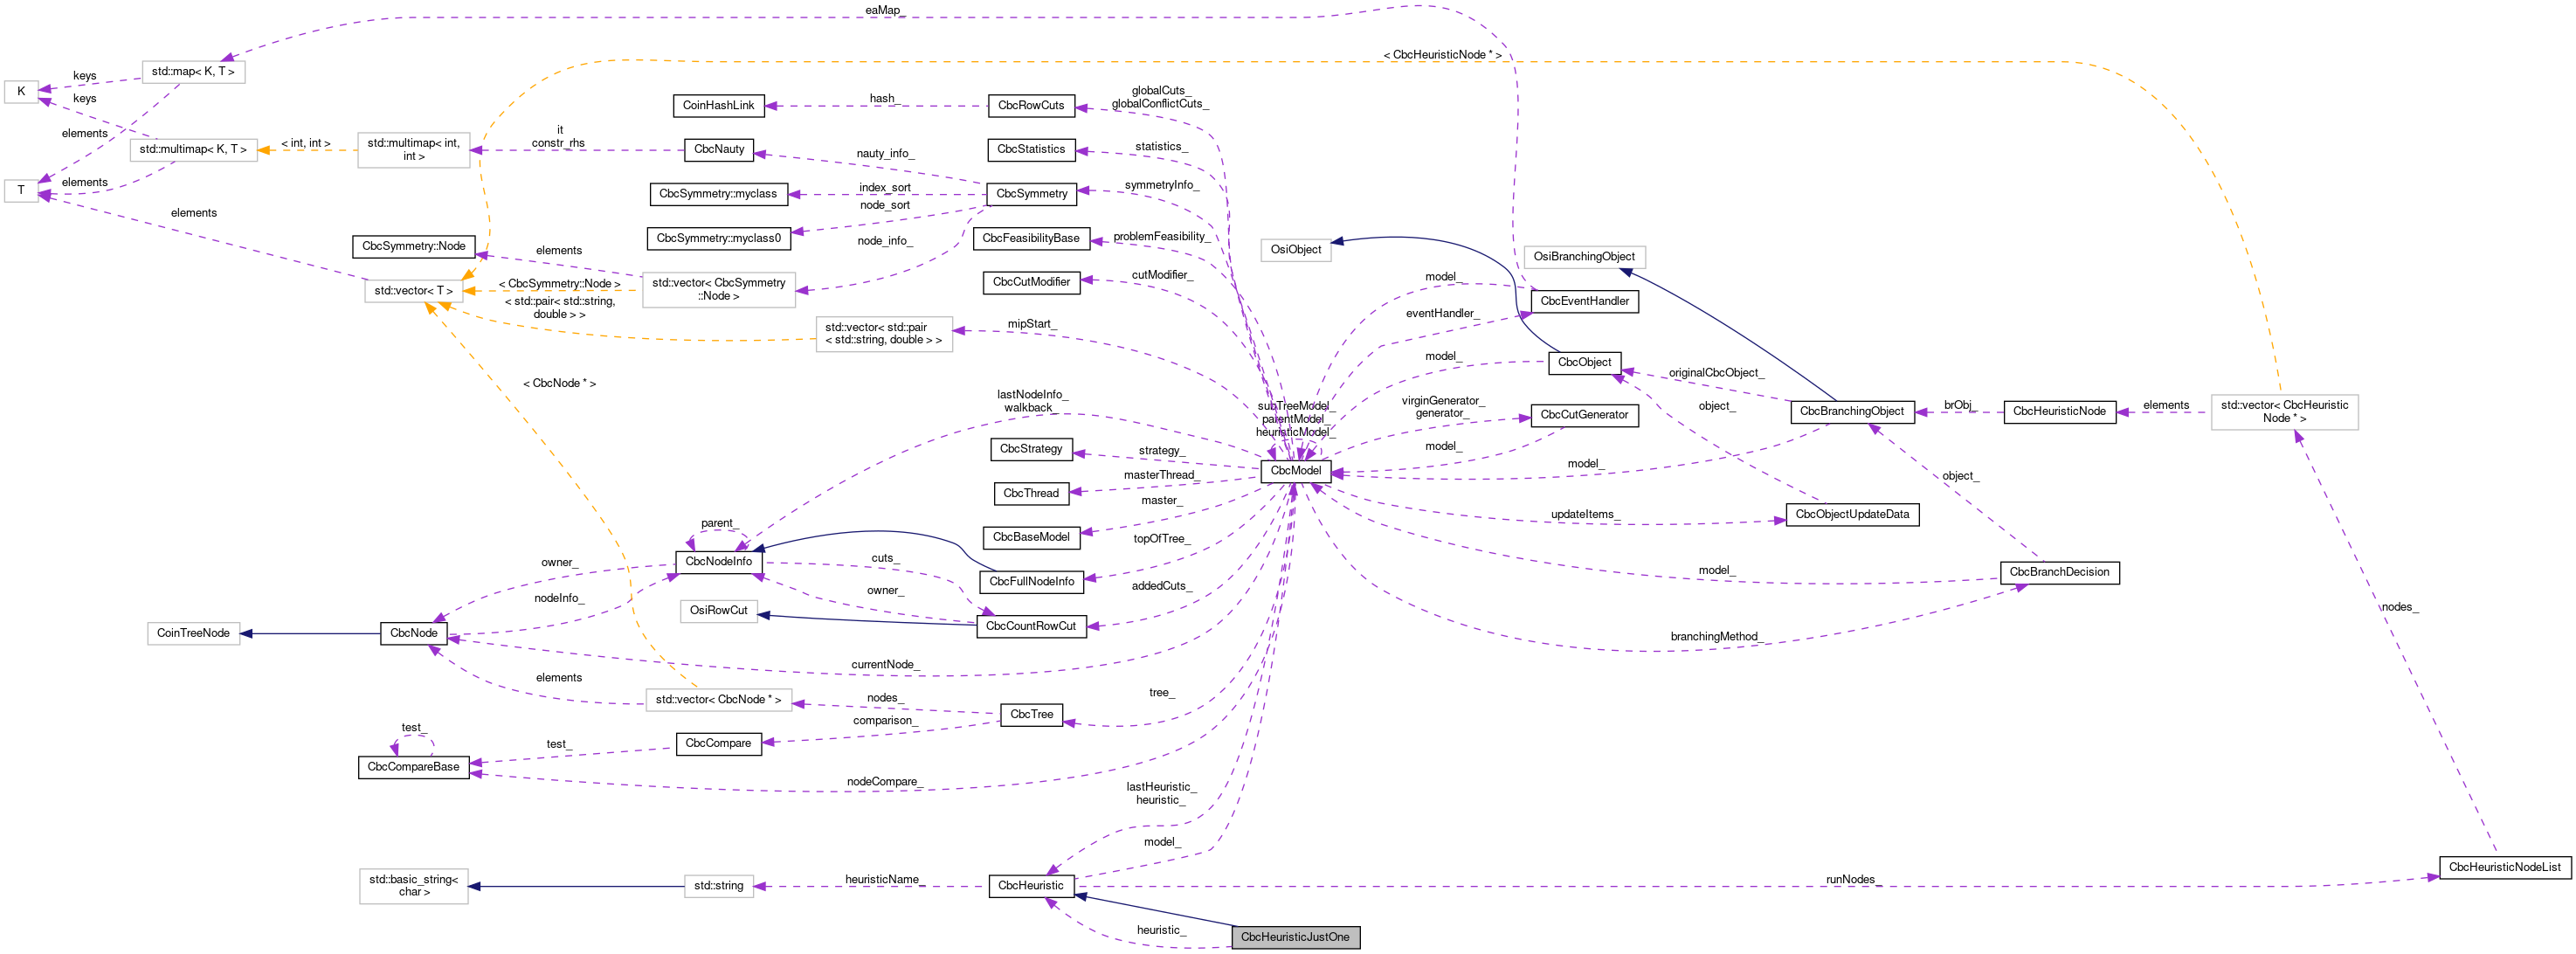 eaMap_
< CbcHeuristicNode * >
std::map< K, T >
keys
K
keys
CoinHashLink
hash_
CbcRowCuts
globalCuts_
globalConflictCuts_
elements
std::multimap< K, T >
< int, int >
std::multimap< int,
int >
it
constr_rhs
CbcNauty
nauty_info_
CbcStatistics
statistics_
T
elements
CbcSymmetry::myclass
index_sort
CbcSymmetry
symmetryInfo_
elements
node_sort
CbcSymmetry::myclass0
node_info_
CbcFeasibilityBase
problemFeasibility_
CbcSymmetry::Node
elements
OsiObject
OsiBranchingObject
cutModifier_
CbcCutModifier
model_
std::vector< T >
< CbcSymmetry::Node >
std::vector< CbcSymmetry
::Node >
< std::pair< std::string,
double > >
CbcEventHandler
eventHandler_
std::vector< std::pair
< std::string, double > >
mipStart_
model_
CbcObject
originalCbcObject_
< CbcNode * >
lastNodeInfo_
walkback_
subTreeModel_
parentModel_
heuristicModel_
virginGenerator_
generator_
CbcCutGenerator
object_
CbcBranchingObject
brObj_
CbcHeuristicNode
elements
std::vector< CbcHeuristic
Node * >
CbcStrategy
strategy_
CbcModel
model_
model_
masterThread_
CbcThread
object_
master_
CbcBaseModel
updateItems_
CbcObjectUpdateData
parent_
topOfTree_
CbcNodeInfo
cuts_
owner_
CbcFullNodeInfo
addedCuts_
model_
CbcBranchDecision
nodeInfo_
owner_
OsiRowCut
CbcCountRowCut
nodes_
CoinTreeNode
CbcNode
branchingMethod_
currentNode_
elements
std::vector< CbcNode * >
nodes_
tree_
CbcTree
comparison_
test_
test_
CbcCompare
CbcCompareBase
nodeCompare_
lastHeuristic_
heuristic_
model_
std::basic_string<
char >
std::string
heuristicName_
CbcHeuristic
runNodes_
CbcHeuristicNodeList
heuristic_
CbcHeuristicJustOne